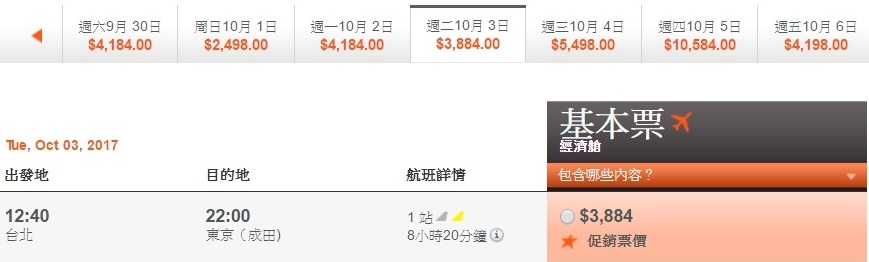 週六9月 30日
$4,184.00
周日10月 1日
$2,498.00
週一10月 2日
$4,184.00
週二10月 3日
$3,884.00
週三10月 4日
$5,498.00
週四10月 5日
$10,584.00
週五10月 6日
$4,198.00
基本票
經濟艙
Tue, Oct 03, 2017
出發地
目的地
航班詳情
包含哪些內容？
12:40
台北
22:00
東京（成田)
1 站
8小時20分鐘
$3,884
促銷票價